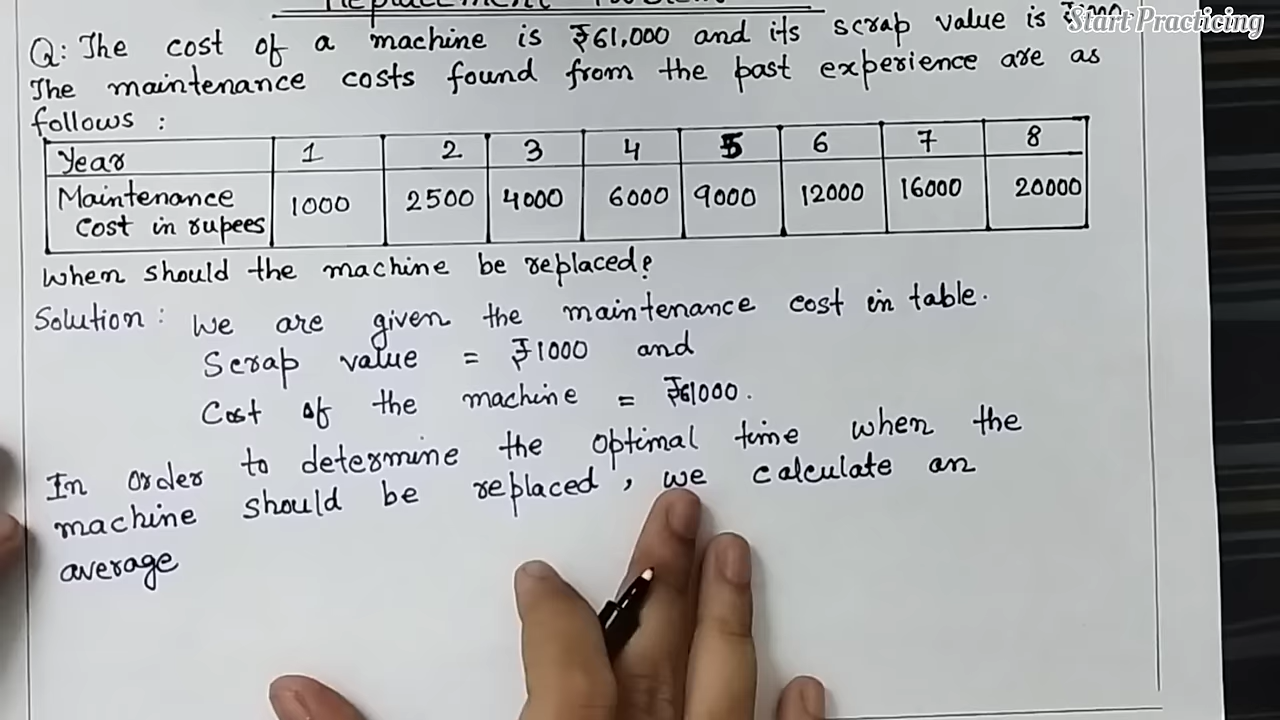 Replacement Problem
Start Practicing
Q: The cost of a machine is ₹61,000 and its scrap value is
The maintenance costs found from the past experience are as
follows :
Year 1 2 3 4 5 6 7 8
Maintenance
Cost in rupees 1000 2500 4000 6000 9000 12000 16000 20000
When should the machine be replaced?
Solution: We are given the maintenance cost in table.
Scrap value = ₹1000 and
Cost of the machine = ₹61000.
In order to determine the optimal time when the
machine should be replaced, we calculate an
average